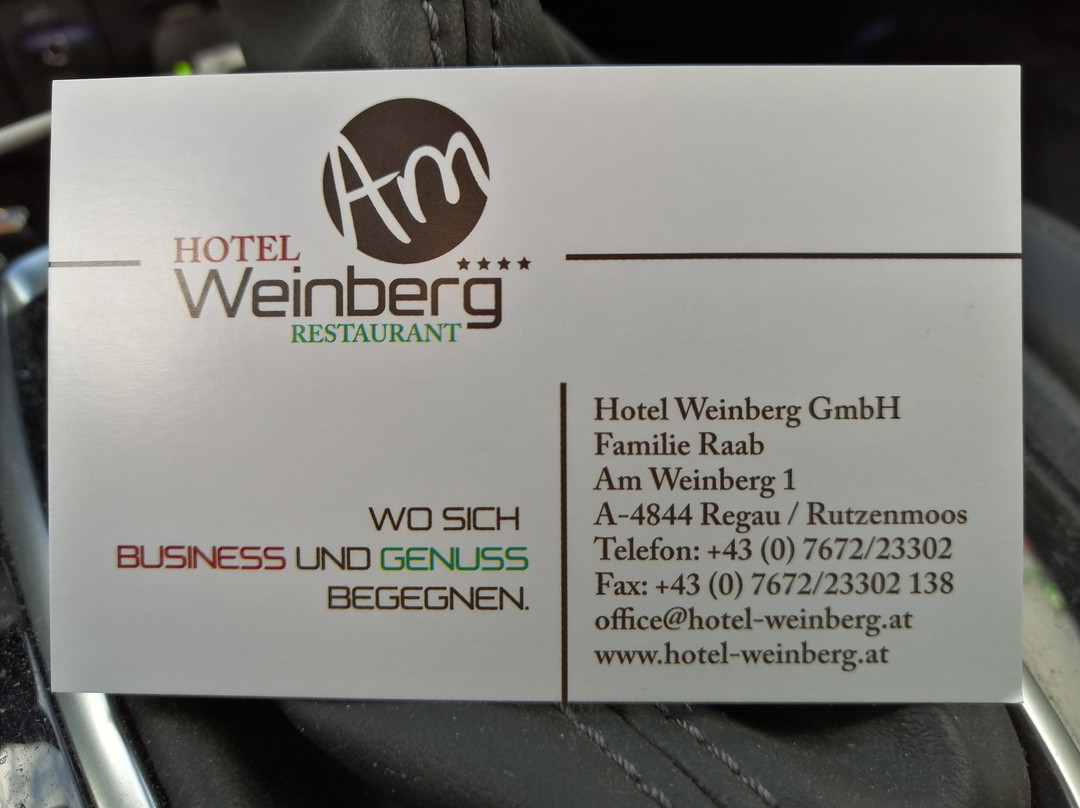 Am
HOTEL
★★★★
Weinberg
RESTAURANT
WO SICH
BUSINESS UND GENUSS
BEGEGNEN.
Hotel Weinberg GmbH
Familie Raab
Am Weinberg 1
A-4844 Regau / Rutzenmoos
Telefon: +43 (0) 7672/23302
Fax: +43 (0) 7672/23302 138
office@hotel-weinberg.at
www.hotel-weinberg.at